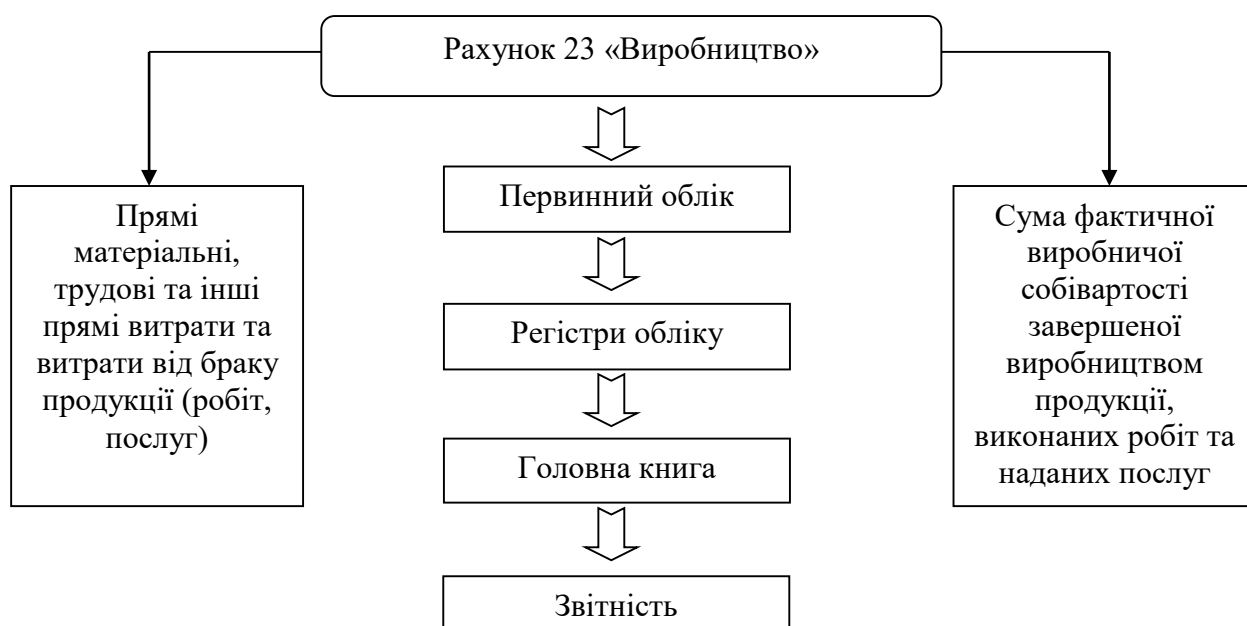 Рахунок 23 «Виробництво»
Прямі
матеріальні,
трудові та інші
прямі витрати та
витрати від браку
продукції (робіт,
послуг)
Первинний облік
Регістри обліку
Головна книга
Звітність
Сума фактичної
виробничої
собівартості
завершеної
виробництвом
продукції,
виконаних робіт та
наданих послуг